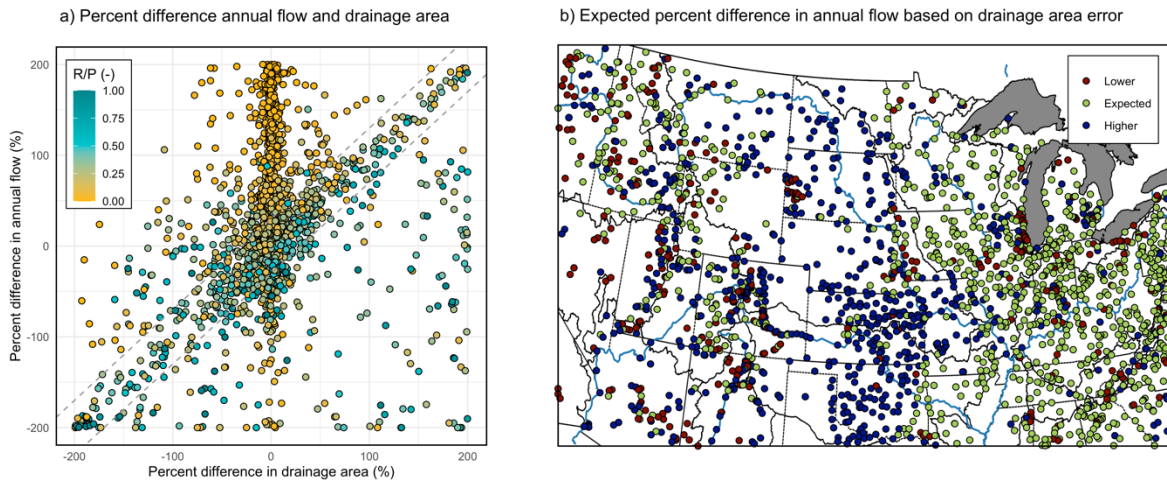 a) Percent difference annual flow and drainage area
R/P (-)
1.00
0.75
0.50
0.25
0.00
200
100
0
-100
-200
Percent difference in annual flow (%)
-200
-100
0
100
200
Percent difference in drainage area (%)
b) Expected percent difference in annual flow based on drainage area error
Lower
Expected
Higher